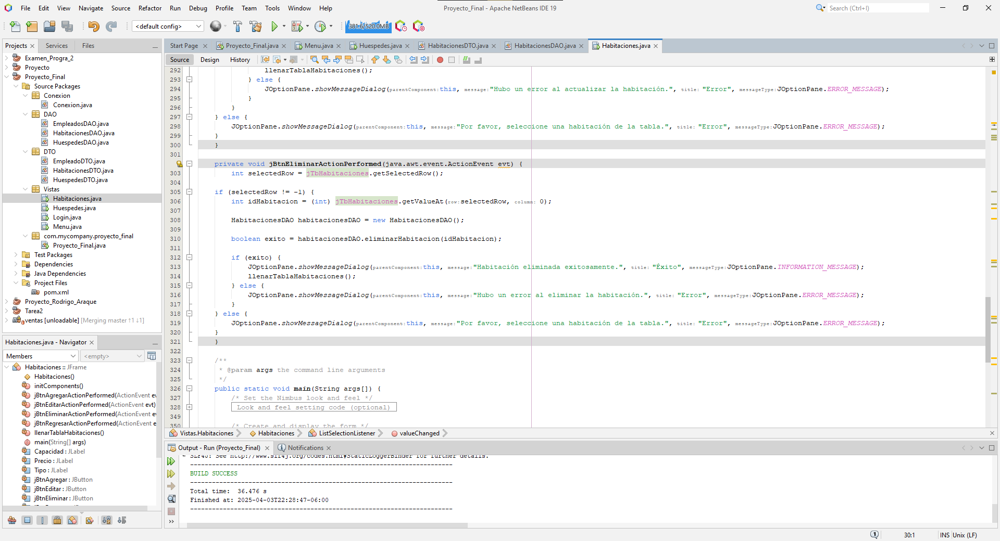 File Edit View Navigate Source Refactor Run Debug Profile Team Tools Window Help
Proyecto_Final - Apache NetBeans IDE 19
Search (Ctrl+I)
<default config>
381.6/520.0MB
Projects
Services
Files
Examen_Progra_2
Proyecto
Proyecto_Final
Source Packages
Conexion
Conexion.java
DAO
EmpleadosDAO.java
HabitacionesDAO.java
HuespedesDAO.java
DTO
EmpleadoDTO.java
HabitacionesDTO.java
HuespedesDTO.java
Vistas
Habitaciones.java
Huespedes.java
Login.java
Menu.java
com.mycompany.proyecto_final
Proyecto_Final.java
Test Packages
Dependencies
Java Dependencies
Project Files
pom.xml
Proyecto_Rodrigo_Araque
Tarea2
ventas [unloadable] [Merging master ↑1 ↓1]
Habitaciones.java - Navigator
Members
<empty>
Habitaciones :: JFrame
Habitaciones()
initComponents()
jBtnAgregarActionPerformed(ActionEvent ev
jBtnEditarActionPerformed(ActionEvent evt)
jBtnEliminarActionPerformed(ActionEvent ev
jBtnRegresarActionPerformed(ActionEvent e
llenarTablaHabitaciones()
main(String[] args)
Capacidad : JLabel
Precio : JLabel
Tipo : JLabel
jBtnAgregar : JButton
jBtnEditar : JButton
jBtnEliminar : JButton
Start Page
Proyecto_Final.java
Menu.java
Huespedes.java
HabitacionesDTO.java
HabitacionesDAO.java
Habitaciones.java
Source Design History
292 llenarTablaHabitaciones();
293 } else {
294 JOptionPane.showMessageDialog(parentComponent:this, message:"Hubo un error al actualizar la habitación.", title: "Error", messageType:JOptionPane.ERROR_MESSAGE);
295 }
296 }
297 } else {
298 JOptionPane.showMessageDialog(parentComponent:this, message:"Por favor, seleccione una habitación de la tabla.", title: "Error", messageType:JOptionPane.ERROR_MESSAGE);
299 }
300 }
301
private void jBtnEliminarActionPerformed(java.awt.event.ActionEvent evt) {
303 int selectedRow = jTbHabitaciones.getSelectedRow();
304
305 if (selectedRow != -1) {
306 int idHabitacion = (int) jTbHabitaciones.getValueAt(row:selectedRow, column: 0);
307
308 HabitacionesDAO habitacionesDAO = new HabitacionesDAO();
309
310 boolean exito = habitacionesDAO.eliminarHabitacion(idHabitacion);
311
312 if (exito) {
313 JOptionPane.showMessageDialog(parentComponent:this, message:"Habitación eliminada exitosamente.", title: "Éxito", messageType:JOptionPane.INFORMATION_MESSAGE);
314 llenarTablaHabitaciones();
315 } else {
316 JOptionPane.showMessageDialog(parentComponent:this, message:"Hubo un error al eliminar la habitación.", title: "Error", messageType:JOptionPane.ERROR_MESSAGE);
317 }
318 } else {
319 JOptionPane.showMessageDialog(parentComponent:this, message:"Por favor, seleccione una habitación de la tabla.", title: "Error", messageType:JOptionPane.ERROR_MESSAGE);
320 }
321 }
322
323 /**
324 * @param args the command line arguments
325 */
326 public static void main(String args[]) {
327 /* Set the Nimbus look and feel */
328 Look and feel setting code (optional)
349
350 /* Create and display the form */
Vistas.Habitaciones
Habitaciones
ListSelectionListener
valueChanged
Output - Run (Proyecto_Final)
Notifications
SLF4J: See http://www.slf4j.org/codes.html#StaticLoggerBinder for further details.
------------------------------------------------------------------------
BUILD SUCCESS
------------------------------------------------------------------------
Total time:  36.476 s
Finished at: 2025-04-03T22:28:47-06:00
------------------------------------------------------------------------
1
30:1
INS
Unix (LF)